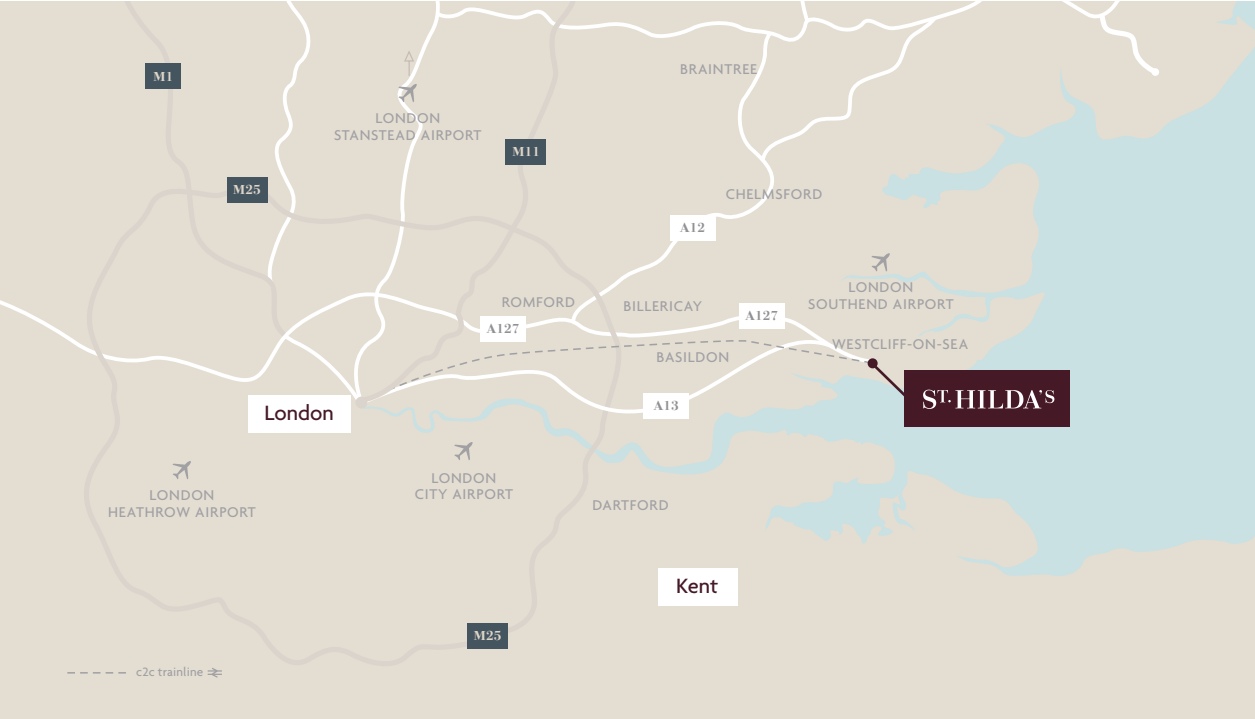 BRAINTREE
M1
LONDON
STANSTEAD AIRPORT
M11
M25
CHELMSFORD
A12
LONDON
SOUTHEND AIRPORT
ROMFORD
BILLERICAY
A127
A127
WESTCLIFF-ON-SEA
BASILDON
ST. HILDA'S
A13
London
LONDON
CITY AIRPORT
LONDON
HEATHROW AIRPORT
DARTFORD
Kent
M25
c2c trainline